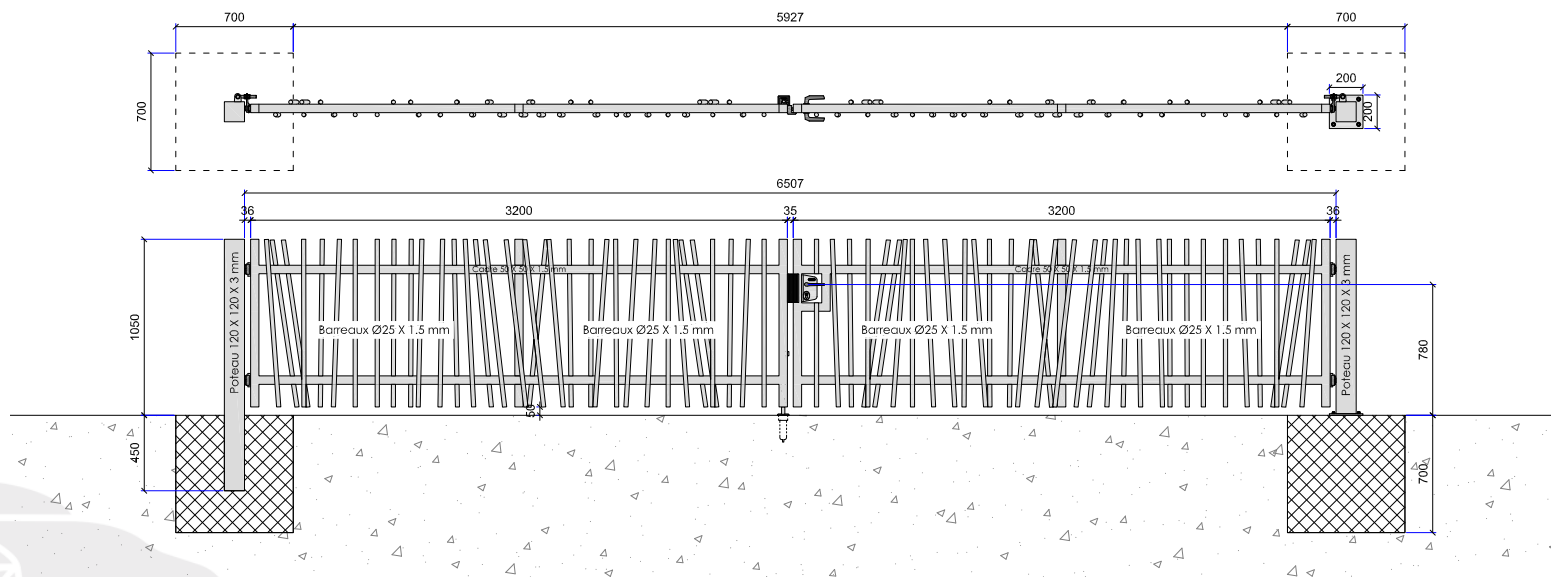 700
5927
700
700
200
200
6507
36
3200
35
3200
36
Cadre 50 X 50 X 1.5 mm
Cadre 50 X 50 X 1.5 mm
Poteau 120 X 120 X 3 mm
Poteau 120 X 120 X 3 mm
1050
Barreaux Ø25 X 1.5 mm
Barreaux Ø25 X 1.5 mm
Barreaux Ø25 X 1.5 mm
Barreaux Ø25 X 1.5 mm
780
50
450
700